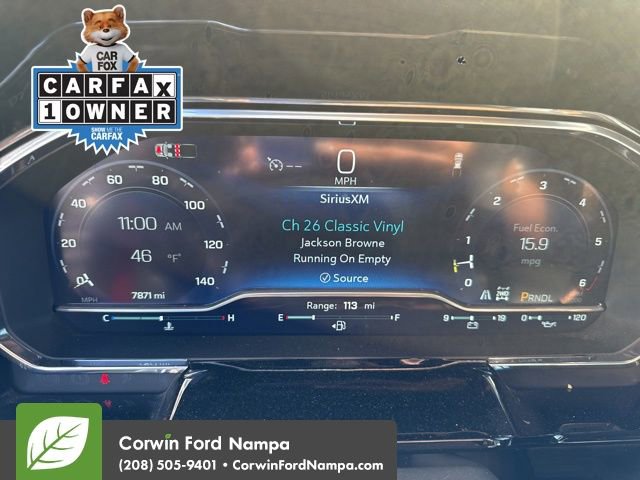 CAR
FOX
CARFAX
1 OWNER
SHOW ME THE
CARFAX
0
MPH
SiriusXM
Ch 26 Classic Vinyl
Jackson Browne
Running On Empty
Source
Range: 113 mi
20 40 60 80 100 120 140
11:00 AM
46 °F
MPH
7871 mi
0 1 2 3 4 5 6
Fuel Econ.
15.9
mpg
2WD
PRNDL
C H
E F
9 19
0 120
Corwin Ford Nampa
(208) 505-9401 • CorwinFordNampa.com